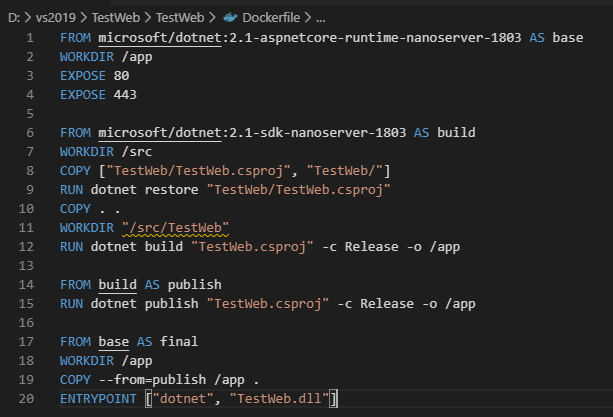 D: > vs2019 > TestWeb > TestWeb > Dockerfile > ...
1 FROM microsoft/dotnet:2.1-aspnetcore-runtime-nanoserver-1803 AS base
2 WORKDIR /app
3 EXPOSE 80
4 EXPOSE 443
5
6 FROM microsoft/dotnet:2.1-sdk-nanoserver-1803 AS build
7 WORKDIR /src
8 COPY ["TestWeb/TestWeb.csproj", "TestWeb/"]
9 RUN dotnet restore "TestWeb/TestWeb.csproj"
10 COPY . .
11 WORKDIR "/src/TestWeb"
12 RUN dotnet build "TestWeb.csproj" -c Release -o /app
13
14 FROM build AS publish
15 RUN dotnet publish "TestWeb.csproj" -c Release -o /app
16
17 FROM base AS final
18 WORKDIR /app
19 COPY --from=publish /app .
20 ENTRYPOINT ["dotnet", "TestWeb.dll"]